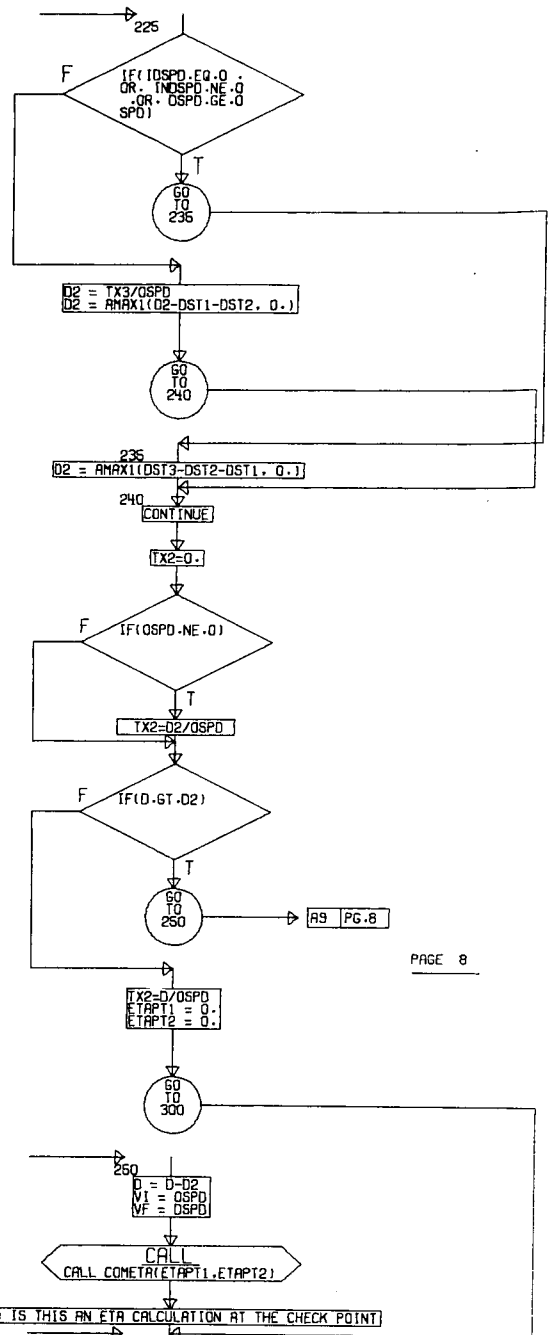 225
F
IF(IDSPD.EQ.0 .
OR. INDSPD.NE.0
.OR. DSPD.GE.O
SPD)
T
GO
TO
235
D2 = TX3/OSPD
D2 = AMAX1(D2-DST1-DST2, 0.)
GO
TO
240
235
D2 = AMAX1(DST3-DST2-DST1, 0.)
240
CONTINUE
TX2=0.
F
IF(OSPD.NE.0)
T
TX2=D2/OSPD
F
IF(D.GT.D2)
T
GO
TO
250
A9 PG.8
PAGE 8
TX2=D/OSPD
ETAPT1 = 0.
ETAPT2 = 0.
GO
TO
300
250
D = D-D2
VI = OSPD
VF = DSPD
CALL
CALL COMETA(ETAPT1,ETAPT2)
IS THIS AN ETA CALCULATION AT THE CHECK POINT